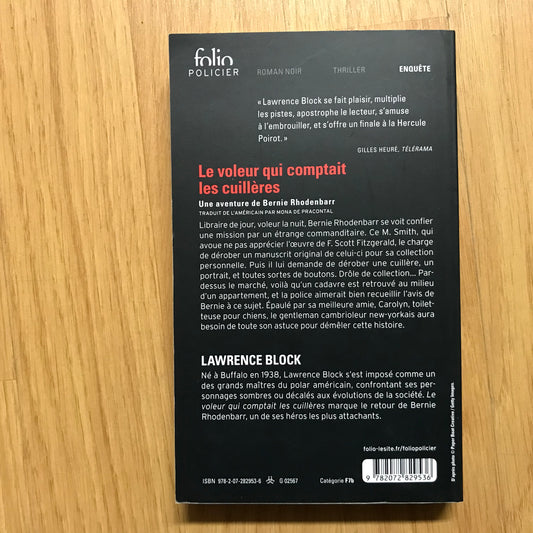 folio
POLICIER
ROMAN NOIR THRILLER ENQUÊTE
« Lawrence Block se fait plaisir, multiplie
les pistes, apostrophe le lecteur, s'amuse
à l'embrouiller, et s'offre un finale à la Hercule
Poirot. »
GILLES HEURÉ, TÉLÉRAMA
Le voleur qui comptait
les cuillères
Une aventure de Bernie Rhodenbarr
TRADUIT DE L'AMÉRICAIN PAR MONA DE PRACONTAL
Libraire de jour, voleur la nuit, Bernie Rhodenbarr se voit confier
une mission par un étrange commanditaire. Ce M. Smith, qui
avoue ne pas apprécier l'œuvre de F. Scott Fitzgerald, le charge
de dérober un manuscrit original de celui-ci pour sa collection
personnelle. Puis il lui demande de dérober une cuillère, un
portrait, et toutes sortes de boutons. Drôle de collection... Par-
dessus le marché, voilà qu'un cadavre est retrouvé au milieu
d'un appartement, et la police aimerait bien recueillir l'avis de
Bernie à ce sujet. Épaulé par sa meilleure amie, Carolyn, toilet-
teuse pour chiens, le gentleman cambrioleur new-yorkais aura
besoin de toute son astuce pour démêler cette histoire.
LAWRENCE BLOCK
Né à Buffalo en 1938, Lawrence Block s'est imposé comme un
des grands maîtres du polar américain, confrontant ses per-
sonnages sombres ou décalés aux évolutions de la société. Le
voleur qui comptait les cuillères marque le retour de Bernie
Rhodenbarr, un de ses héros les plus attachants.
folio-lesite.fr/foliopolicier
ISBN 978-2-07-282953-6 G 02567 Catégorie F7b
9 782072 829536
D'après photo © Paper Boat Creative / Getty Images.